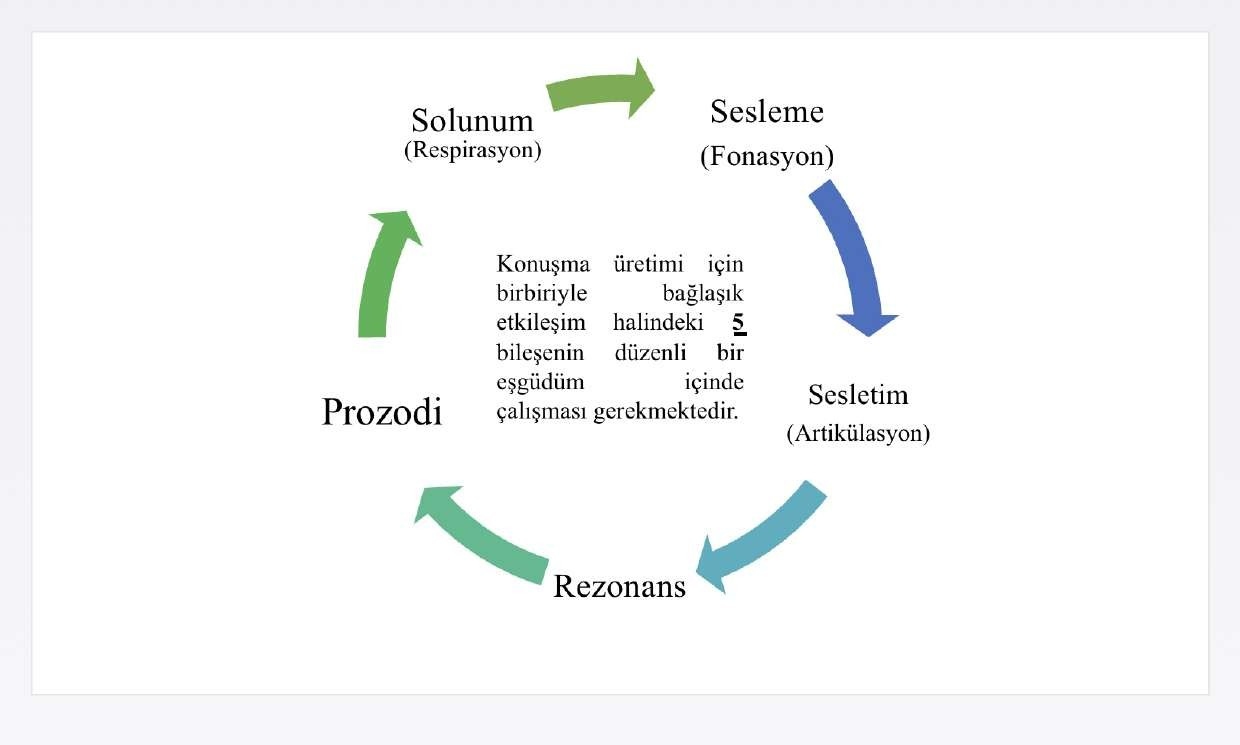 Solunum
(Respirasyon)
Sesleme
(Fonasyon)
Konuşma üretimi için
birbiriyle bağlaşık
etkileşim halindeki 5
bileşenin düzenli bir
eşgüdüm içinde
çalışması gerekmektedir.
Sesletim
(Artikülasyon)
Prozodi
Rezonans